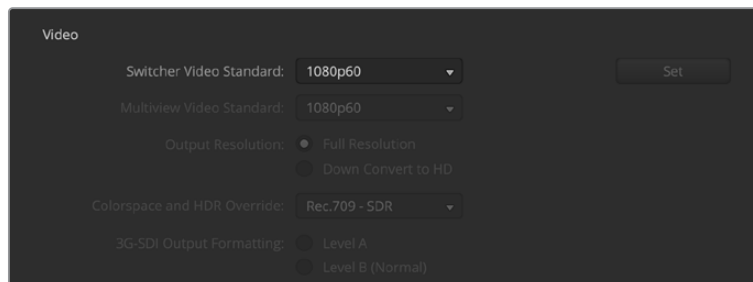 Video
Switcher Video Standard: 1080p60 Set
Multiview Video Standard: 1080p60
Output Resolution: Full Resolution
Down Convert to HD
Colorspace and HDR Override: Rec.709 - SDR
3G-SDI Output Formatting: Level A
Level B (Normal)